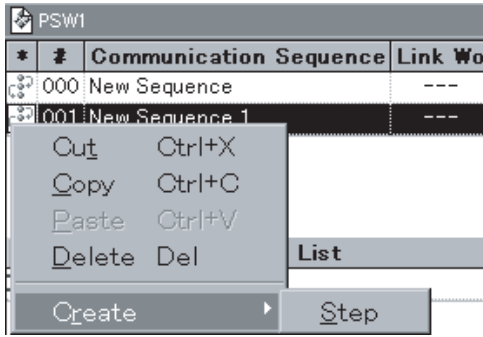 PSW1
* # Communication Sequence Link Wo
000 New Sequence ---
001 New Sequence 1 ---
Cut Ctrl+X
Copy Ctrl+C
Paste Ctrl+V
Delete Del
List
Create Step